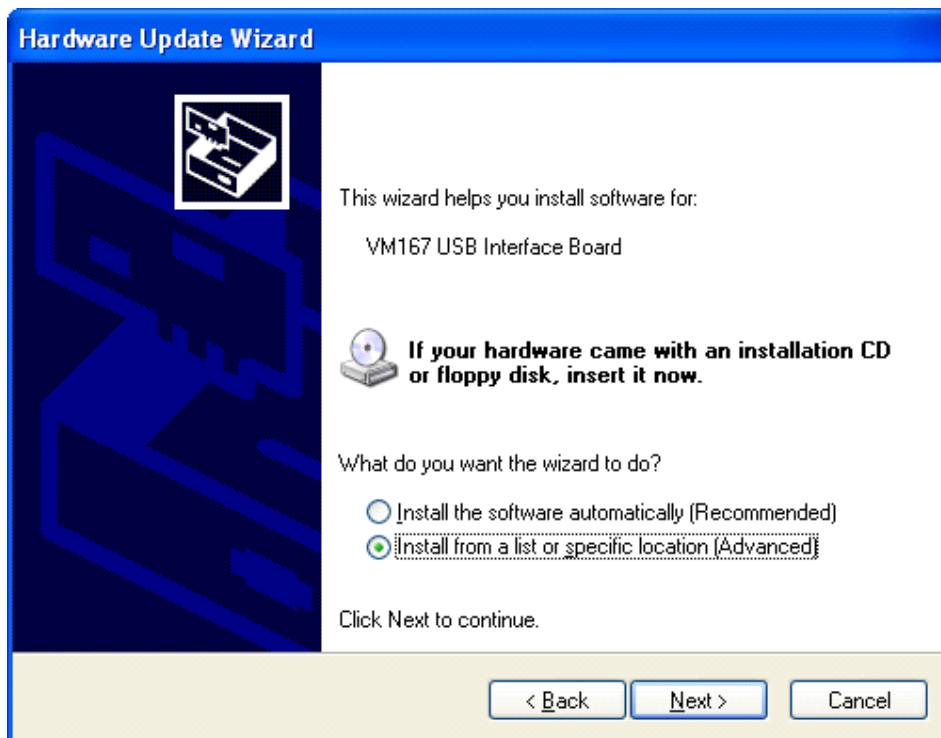 Hardware Update Wizard
This wizard helps you install software for:
VM167 USB Interface Board
If your hardware came with an installation CD
or floppy disk, insert it now.
What do you want the wizard to do?
Install the software automatically (Recommended)
Install from a list or specific location (Advanced)
Click Next to continue.
< Back
Next >
Cancel